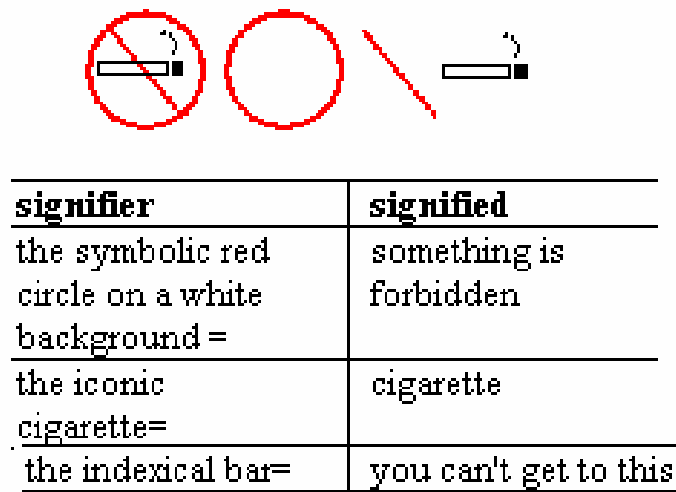 signifier signified
the symbolic red something is
circle on a white forbidden
background =
the iconic cigarette
cigarette=
the indexical bar= you can't get to this